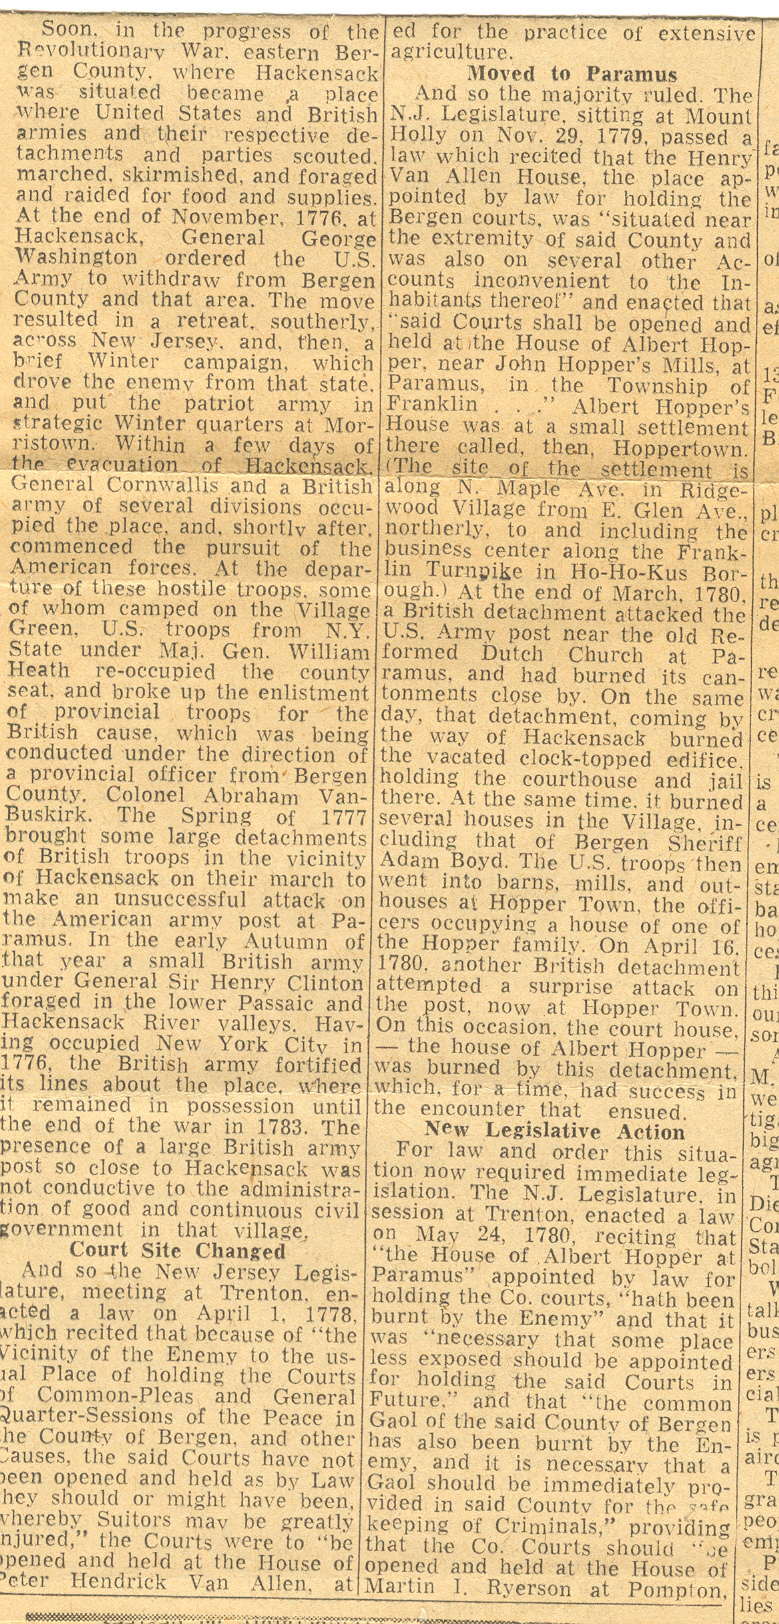 Soon, in the progress of the
Revolutionary War, eastern Ber-
gen County, where Hackensack
was situated became a place
where United States and British
armies and their respective de-
tachments and parties scouted,
marched, skirmished, and foraged
and raided for food and supplies.
At the end of November, 1776, at
Hackensack, General George
Washington ordered the U.S.
Army to withdraw from Bergen
County and that area. The move
resulted in a retreat, southerly,
across New Jersey, and, then, a
brief Winter campaign, which
drove the enemy from that state,
and put the patriot army in
strategic Winter quarters at Mor-
ristown. Within a few days of
the evacuation of Hackensack,
General Cornwallis and a British
army of several divisions occu-
pied the place, and, shortly after,
commenced the pursuit of the
American forces. At the depar-
ture of these hostile troops, some
of whom camped on the Village
Green, U.S. troops from N.Y.
State under Maj. Gen. William
Heath re-occupied the county
seat, and broke up the enlistment
of provincial troops for the
British cause, which was being
conducted under the direction of
a provincial officer from Bergen
County, Colonel Abraham Van-
Buskirk. The Spring of 1777
brought some large detachments
of British troops in the vicinity
of Hackensack on their march to
make an unsuccessful attack on
the American army post at Pa-
ramus. In the early Autumn of
that year a small British army
under General Sir Henry Clinton
foraged in the lower Passaic and
Hackensack River valleys. Hav-
ing occupied New York City in
1776, the British army fortified
its lines about the place, where
it remained in possession until
the end of the war in 1783. The
presence of a large British army
post so close to Hackensack was
not conductive to the administra-
tion of good and continuous civil
government in that village.
Court Site Changed
And so the New Jersey Legis-
lature, meeting at Trenton, en-
acted a law on April 1, 1778,
which recited that because of "the
Vicinity of the Enemy to the us-
ual Place of holding the Courts
of Common-Pleas and General
Quarter-Sessions of the Peace in
the County of Bergen, and other
Causes, the said Courts have not
been opened and held as by Law
they should or might have been,
whereby Suitors may be greatly
injured," the Courts were to "be
opened and held at the House of
Peter Hendrick Van Allen, at
ed for the practice of extensive
agriculture.
Moved to Paramus
And so the majority ruled. The
N.J. Legislature, sitting at Mount
Holly on Nov. 29, 1779, passed a
law which recited that the Henry
Van Allen House, the place ap-
pointed by law for holding the
Bergen courts, was "situated near
the extremity of said County and
was also on several other Ac-
counts inconvenient to the In-
habitants thereof" and enacted that
"said Courts shall be opened and
held at the House of Albert Hop-
per, near John Hopper's Mills, at
Paramus, in the Township of
Franklin . . ." Albert Hopper's
House was at a small settlement
there called, then, Hoppertown.
(The site of the settlement is
along N. Maple Ave. in Ridge-
wood Village from E. Glen Ave.,
northerly, to and including the
business center along the Frank-
lin Turnpike in Ho-Ho-Kus Bor-
ough.) At the end of March, 1780,
a British detachment attacked the
U.S. Army post near the old Re-
formed Dutch Church at Pa-
ramus, and had burned its can-
tonments close by. On the same
day, that detachment, coming by
the way of Hackensack burned
the vacated clock-topped edifice,
holding the courthouse and jail
there. At the same time, it burned
several houses in the Village, in-
cluding that of Bergen Sheriff
Adam Boyd. The U.S. troops then
went into barns, mills, and out-
houses at Hopper Town, the offi-
cers occupying a house of one of
the Hopper family. On April 16,
1780, another British detachment
attempted a surprise attack on
the post, now at Hopper Town.
On this occasion, the court house,
— the house of Albert Hopper —
was burned by this detachment,
which, for a time, had success in
the encounter that ensued.
New Legislative Action
For law and order this situa-
tion now required immediate leg-
islation. The N.J. Legislature, in
session at Trenton, enacted a law
on May 24, 1780, reciting that
"the House of Albert Hopper at
Paramus" appointed by law for
holding the Co. courts, "hath been
burnt by the Enemy" and that it
was "necessary that some place
less exposed should be appointed
for holding the said Courts in
Future," and that "the common
Gaol of the said County of Bergen
has also been burnt by the En-
emy, and it is necessary that a
Gaol should be immediately pro-
vided in said County for the safe
keeping of Criminals," providing
that the Co. Courts should "be
opened and held at the House of
Martin I. Ryerson at Pompton,